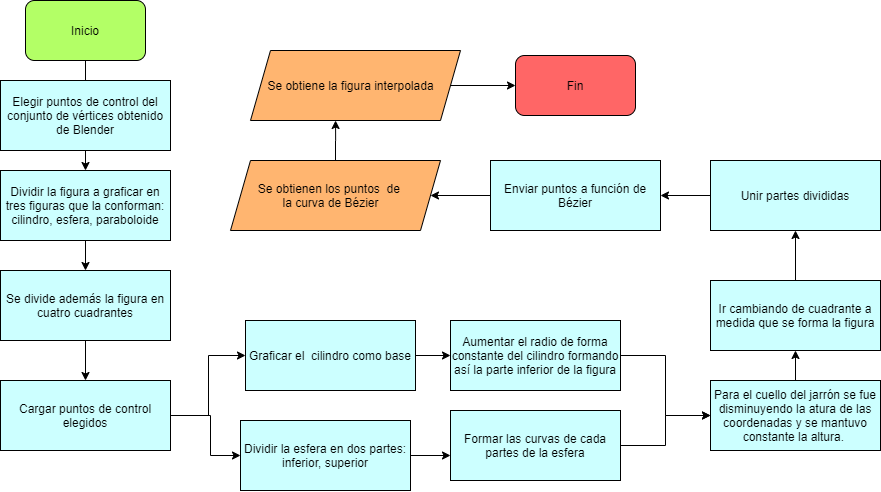 Inicio
Elegir puntos de control del
conjunto de vértices obtenido
de Blender
Dividir la figura a graficar en
tres figuras que la conforman:
cilindro, esfera, paraboloide
Se divide además la figura en
cuatro cuadrantes
Cargar puntos de control
elegidos
Graficar el  cilindro como base
Aumentar el radio de forma
constante del cilindro formando
así la parte inferior de la figura
Dividir la esfera en dos partes:
inferior, superior
Formar las curvas de cada
partes de la esfera
Para el cuello del jarrón se fue
disminuyendo la atura de las
coordenadas y se mantuvo
constante la altura.
Ir cambiando de cuadrante a
medida que se forma la figura
Unir partes divididas
Enviar puntos a función de
Bézier
Se obtienen los puntos  de
la curva de Bézier
Se obtiene la figura interpolada
Fin